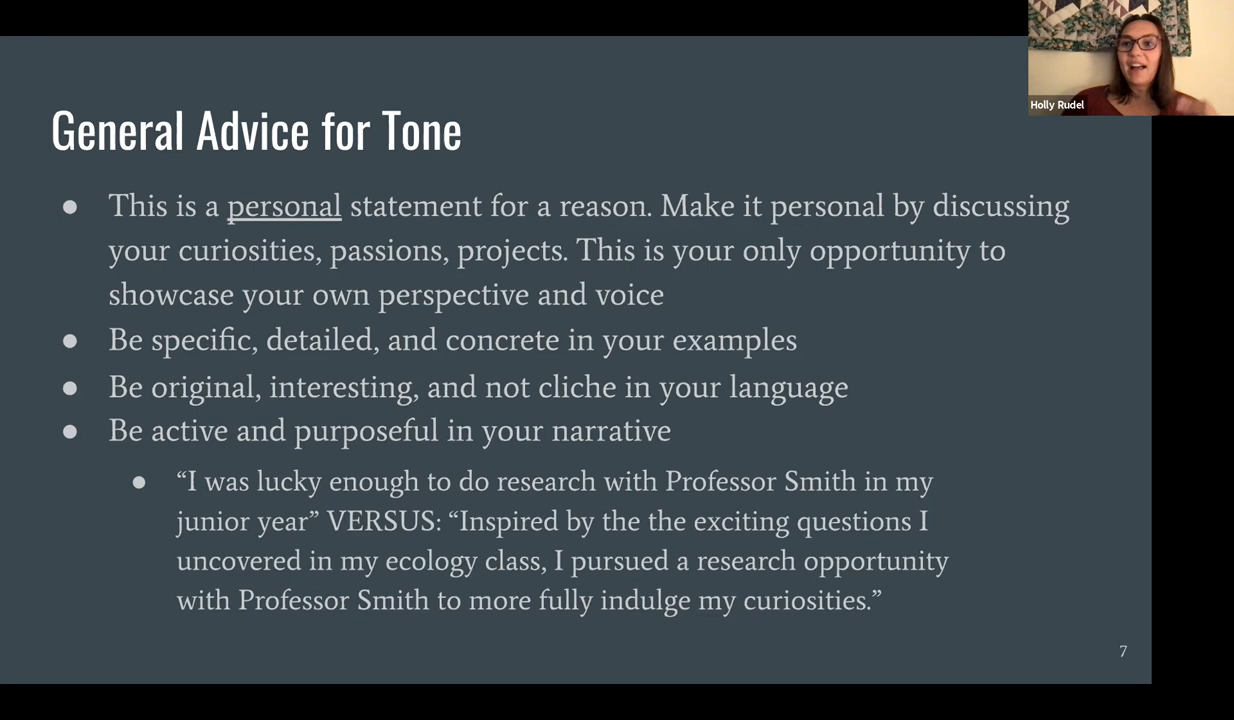 Holly Rudel
General Advice for Tone
● This is a personal statement for a reason. Make it personal by discussing
your curiosities, passions, projects. This is your only opportunity to
showcase your own perspective and voice
● Be specific, detailed, and concrete in your examples
● Be original, interesting, and not cliche in your language
● Be active and purposeful in your narrative
● “I was lucky enough to do research with Professor Smith in my
junior year” VERSUS: “Inspired by the the exciting questions I
uncovered in my ecology class, I pursued a research opportunity
with Professor Smith to more fully indulge my curiosities.”
7